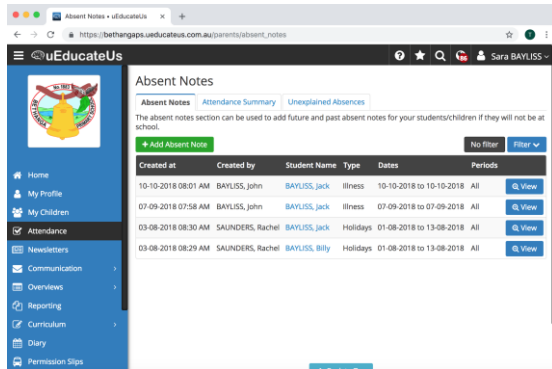 Absent Notes • uEducateUs
https://bethangaps.ueducateus.com.au/parents/absent_notes
uEducateUs
Sara BAYLISS
No 1182
BETHANGA PRIMARY SCHOOL
Home
My Profile
My Children
Attendance
Newsletters
Communication
Overviews
Reporting
Curriculum
Diary
Permission Slips
Absent Notes
Absent Notes Attendance Summary Unexplained Absences
The absent notes section can be used to add future and past absent notes for your students/children if they will not be at
school.
+ Add Absent Note No filter Filter
Created at Created by Student Name Type Dates Periods
10-10-2018 08:01 AM BAYLISS, John BAYLISS, Jack Illness 10-10-2018 to 10-10-2018 All View
07-09-2018 07:58 AM BAYLISS, John BAYLISS, Jack Illness 07-09-2018 to 07-09-2018 All View
03-08-2018 08:30 AM SAUNDERS, Rachel BAYLISS, Jack Holidays 01-08-2018 to 13-08-2018 All View
03-08-2018 08:29 AM SAUNDERS, Rachel BAYLISS, Billy Holidays 01-08-2018 to 13-08-2018 All View